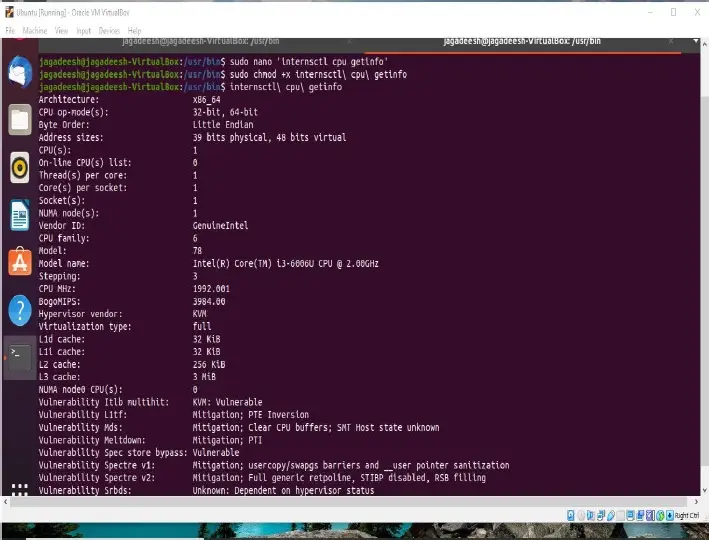 Ubuntu [Running] - Oracle VM VirtualBox
File Machine View Input Devices Help
jagadeesh@jagadeesh-VirtualBox: /usr/bin jagadeesh@jagadeesh-VirtualBox: /usr/bin
jagadeesh@jagadeesh-VirtualBox:/usr/bin$ sudo nano 'internsctl cpu getinfo'
jagadeesh@jagadeesh-VirtualBox:/usr/bin$ sudo chmod +x internsctl\ cpu\ getinfo
jagadeesh@jagadeesh-VirtualBox:/usr/bin$ internsctl\ cpu\ getinfo
Architecture: x86_64
CPU op-mode(s): 32-bit, 64-bit
Byte Order: Little Endian
Address sizes: 39 bits physical, 48 bits virtual
CPU(s): 1
On-line CPU(s) list: 0
Thread(s) per core: 1
Core(s) per socket: 1
Socket(s): 1
NUMA node(s): 1
Vendor ID: GenuineIntel
CPU family: 6
Model: 78
Model name: Intel(R) Core(TM) i3-6006U CPU @ 2.00GHz
Stepping: 3
CPU MHz: 1992.001
BogoMIPS: 3984.00
Hypervisor vendor: KVM
Virtualization type: full
L1d cache: 32 KiB
L1i cache: 32 KiB
L2 cache: 256 KiB
L3 cache: 3 MiB
NUMA node0 CPU(s): 0
Vulnerability Itlb multihit: KVM: Vulnerable
Vulnerability L1tf: Mitigation; PTE Inversion
Vulnerability Mds: Mitigation; Clear CPU buffers; SMT Host state unknown
Vulnerability Meltdown: Mitigation; PTI
Vulnerability Spec store bypass: Vulnerable
Vulnerability Spectre v1: Mitigation; usercopy/swapgs barriers and __user pointer sanitization
Vulnerability Spectre v2: Mitigation; Full generic retpoline, STIBP disabled, RSB filling
Vulnerability Srbds: Unknown: Dependent on hypervisor status
Right Ctrl